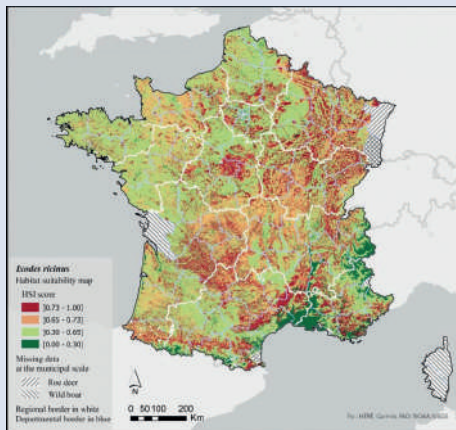 Ixodes ricinus
Habitat suitability map
HSI score
]0.73 - 1.00]
]0.65 - 0.73]
]0.30 - 0.65]
[0.00 - 0.30]
Missing data
at the municipal scale
Roe deer
Wild boar
Regional border in white
Departmental border in blue
N
0 50 100 200
Km